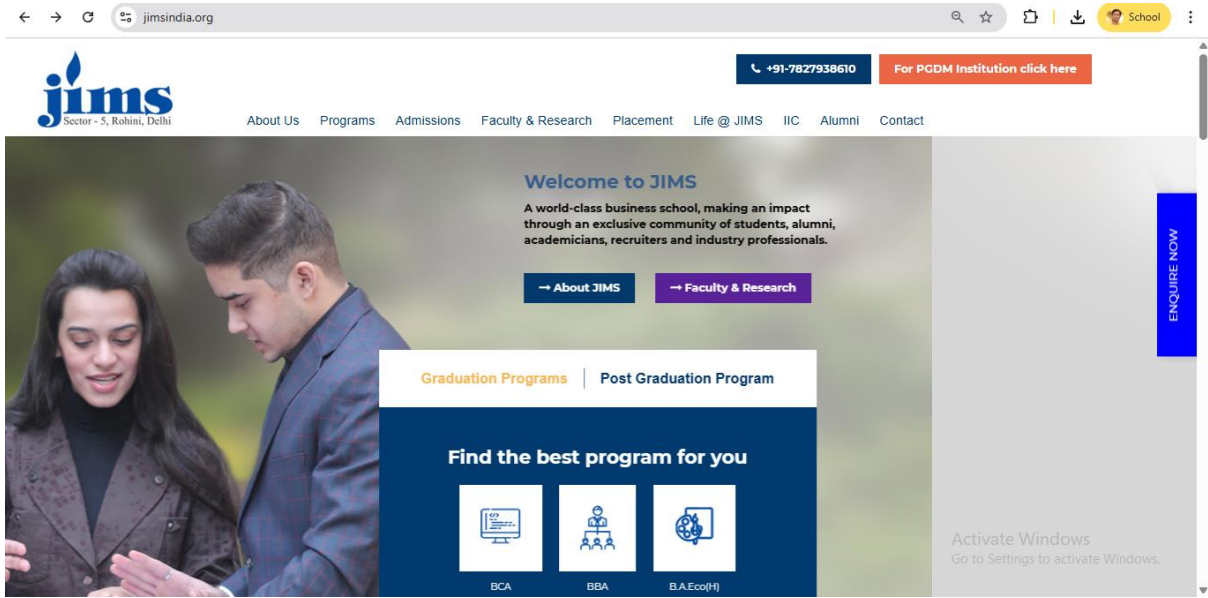 jimsindia.org
School
jims
Sector - 5, Rohini, Delhi
+91-7827938610
For PGDM Institution click here
About Us Programs Admissions Faculty & Research Placement Life @ JIMS IIC Alumni Contact
Welcome to JIMS
A world-class business school, making an impact
through an exclusive community of students, alumni,
academicians, recruiters and industry professionals.
→ About JIMS → Faculty & Research
ENQUIRE NOW
Graduation Programs Post Graduation Program
Find the best program for you
BCA BBA B.A.Eco(H)
Activate Windows
Go to Settings to activate Windows.